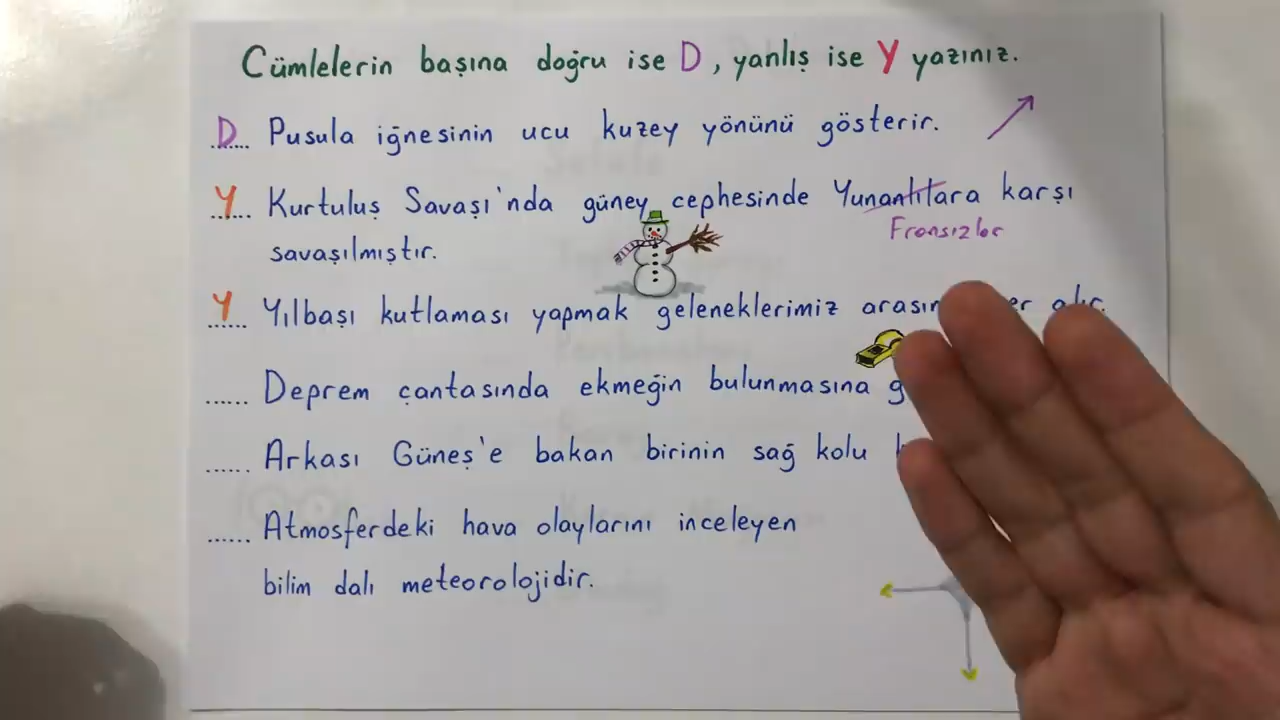 Cümlelerin başına doğru ise D, yanlış ise Y yazınız.
D Pusula iğnesinin ucu kuzey yönünü gösterir.
Y Kurtuluş Savaşı'nda güney cephesinde Yunanlılara karşı
Fransızlar
savaşılmıştır.
Y Yılbaşı kutlaması yapmak geleneklerimiz alır.
...... Deprem çantasında ekmeğin bulunmasına
...... Arkası Güneş'e bakan birinin sağ kolu
...... Atmosferdeki hava olaylarını inceleyen
bilim dalı meteorolojidir.